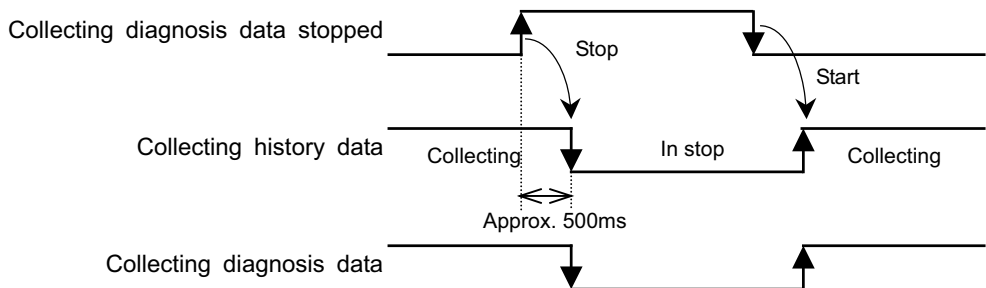 Collecting diagnosis data stopped
Stop
Start
Collecting history data
Collecting
In stop
Collecting
Approx. 500ms
Collecting diagnosis data